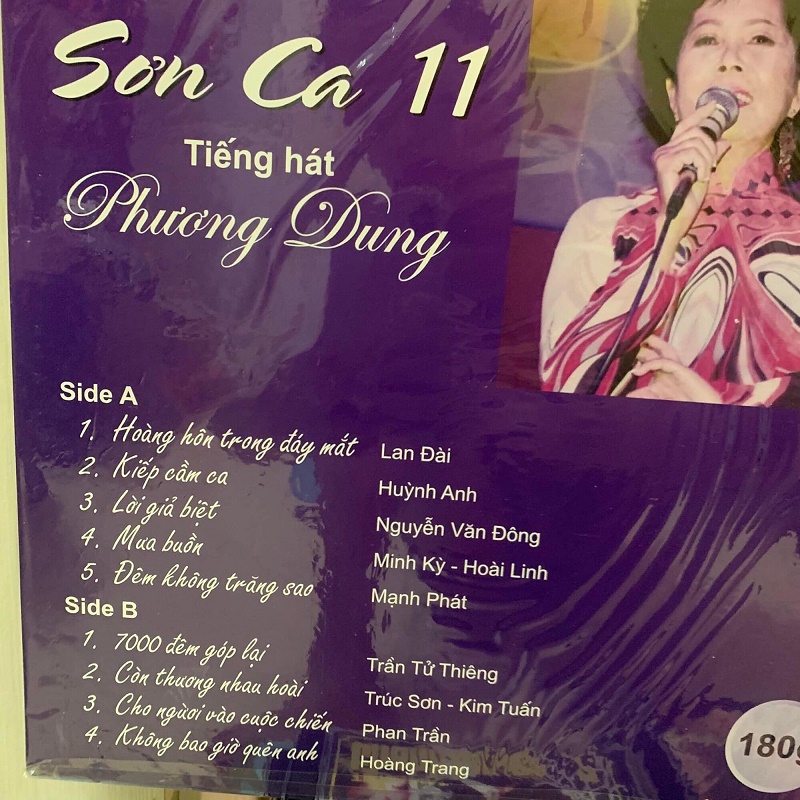 Sơn Ca 11
Tiếng hát
Phương Dung
Side A
1. Hoàng hôn trong đáy mắt Lan Đài
2. Kiếp cầm ca Huỳnh Anh
3. Lời giả biệt Nguyễn Văn Đông
4. Mưa buồn Minh Kỳ - Hoài Linh
5. Đêm không trăng sao Mạnh Phát
Side B
1. 7000 đêm góp lại Trần Tử Thiêng
2. Còn thương nhau hoài Trúc Sơn - Kim Tuấn
3. Cho người vào cuộc chiến Phan Trần
4. Không bao giờ quên anh Hoàng Trang
180g